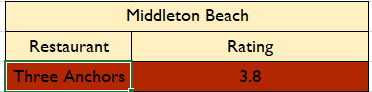 Middleton Beach
Restaurant Rating
Three Anchors 3.8